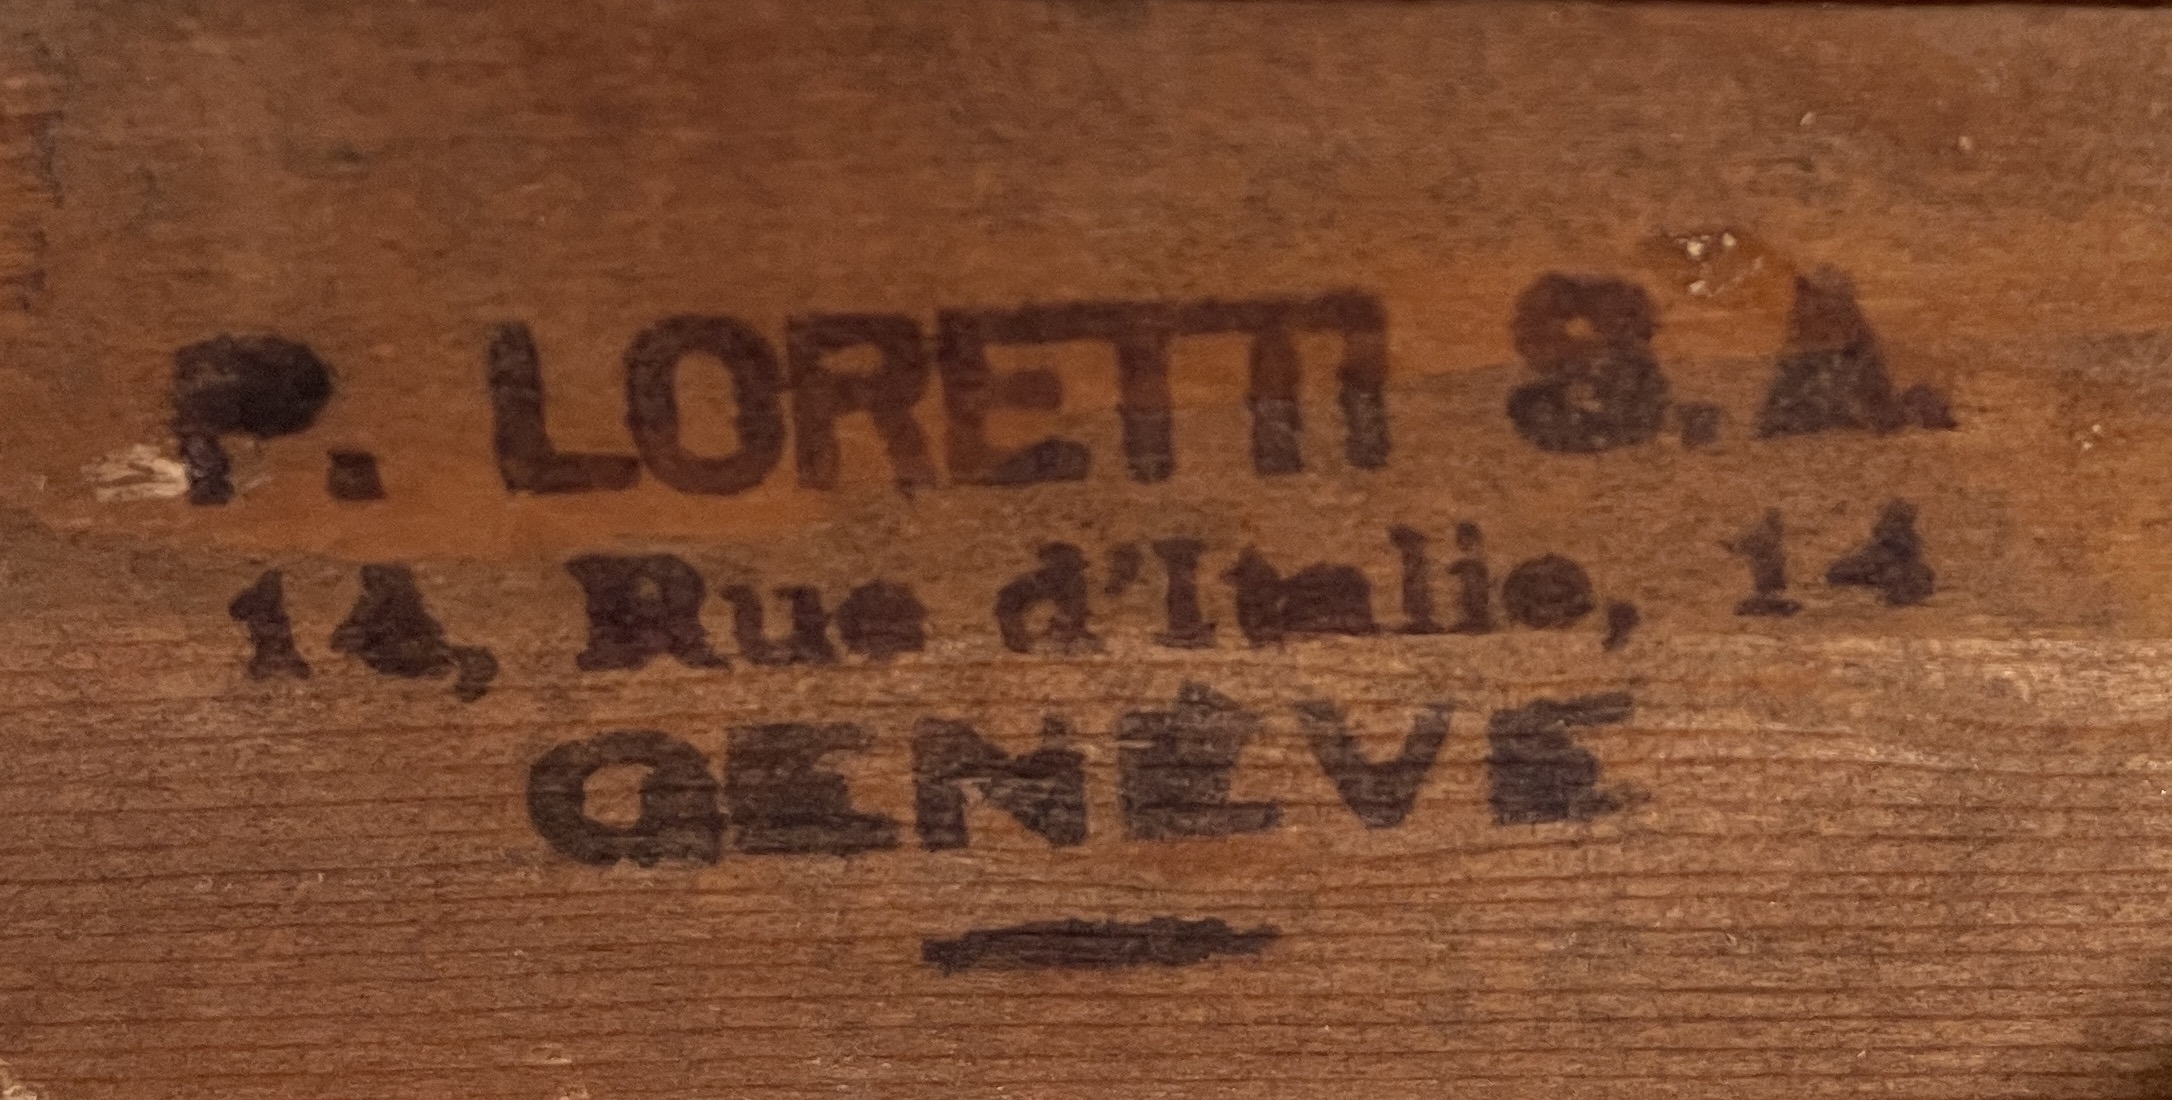 P. LORETTI S.A.
14, Rue d'Italie, 14
GENÈVE